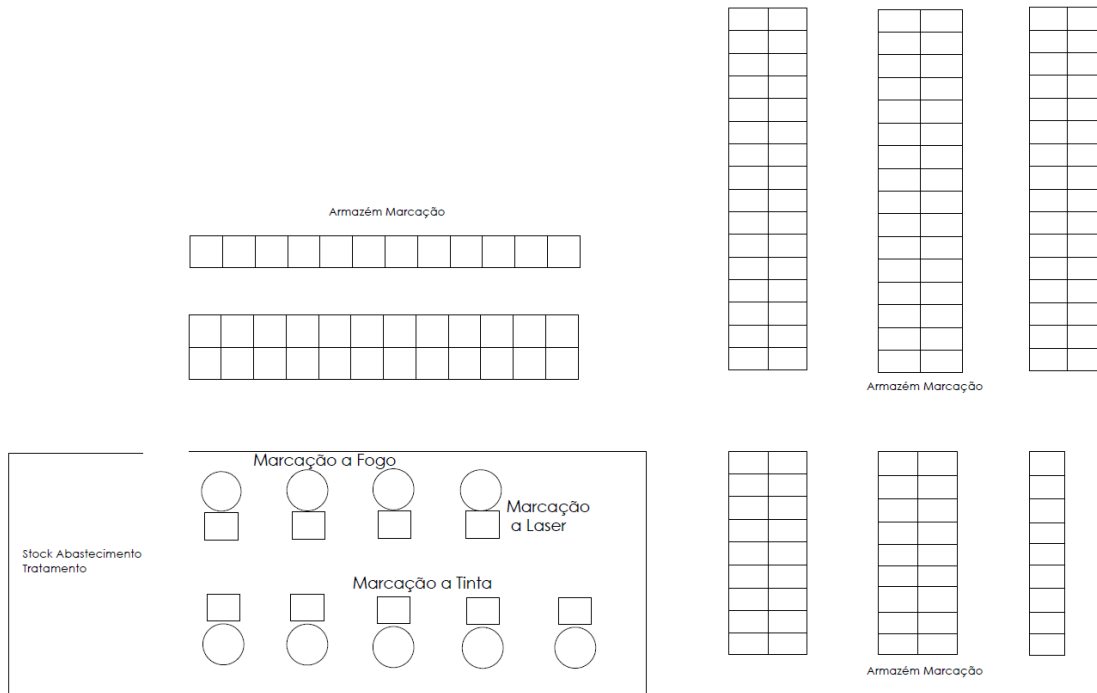 Armazém Marcação
Armazém Marcação
Marcação a Fogo
Marcação
a Laser
Stock Abastecimento
Tratamento
Marcação a Tinta
Armazém Marcação